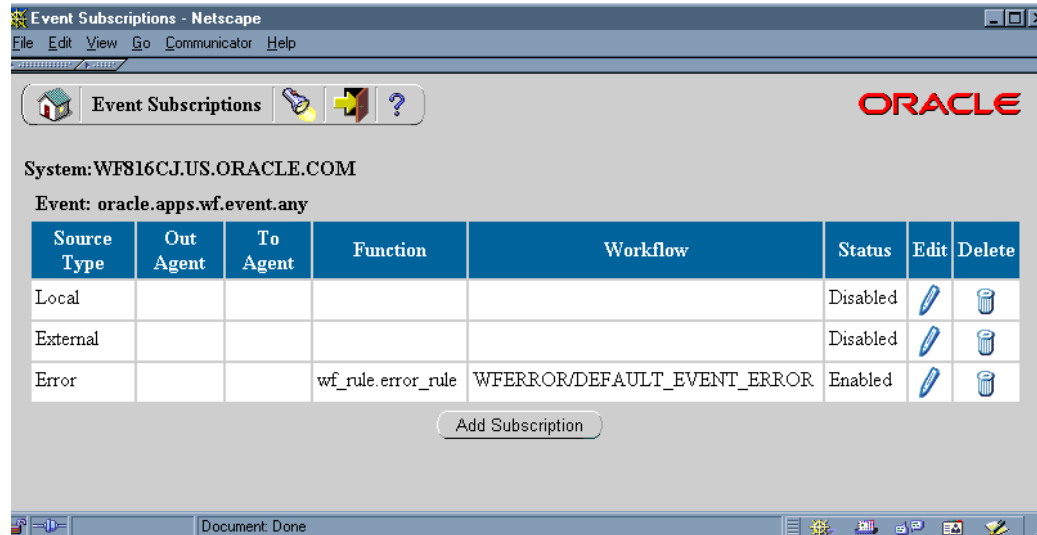 Event Subscriptions - Netscape
File Edit View Go Communicator Help
Event Subscriptions ?
ORACLE
System:WF816CJ.US.ORACLE.COM
Event: oracle.apps.wf.event.any
Source Type Out Agent To Agent Function Workflow Status Edit Delete
Local Disabled
External Disabled
Error wf_rule.error_rule WFERROR/DEFAULT_EVENT_ERROR Enabled
Add Subscription
Document: Done